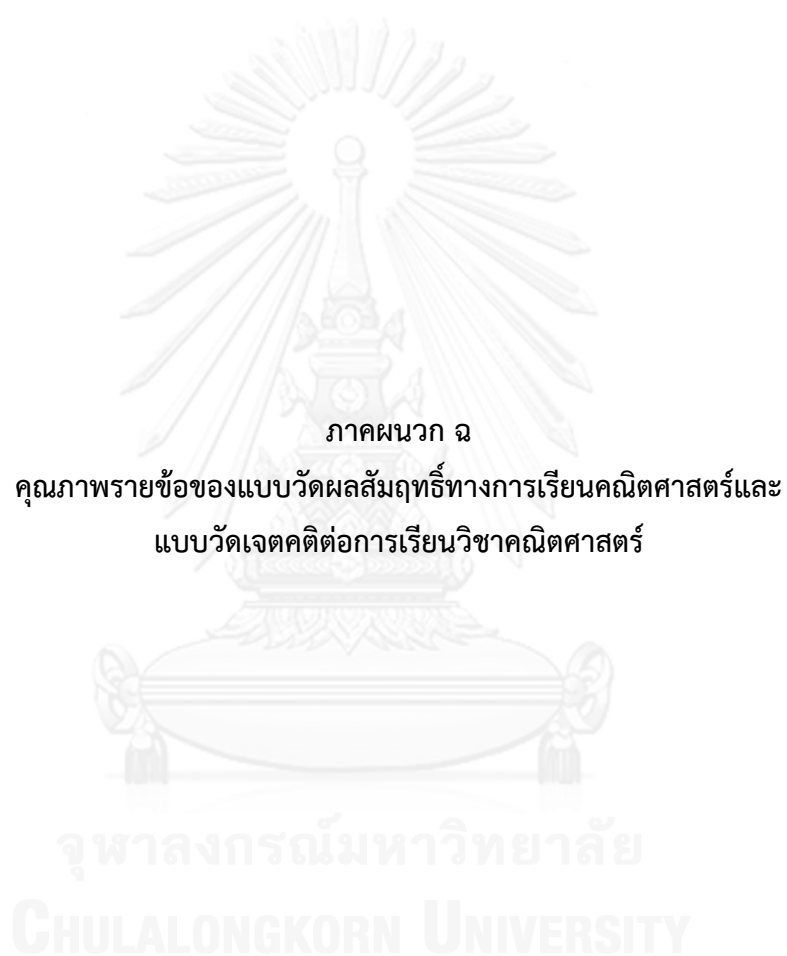 ภาคผนวก ฉ
คุณภาพรายข้อของแบบวัดผลสัมฤทธิ์ทางการเรียนคณิตศาสตร์และ
แบบวัดเจตคติต่อการเรียนวิชาคณิตศาสตร์
จุฬาลงกรณ์มหาวิทยาลัย
CHULALONGKORN UNIVERSITY